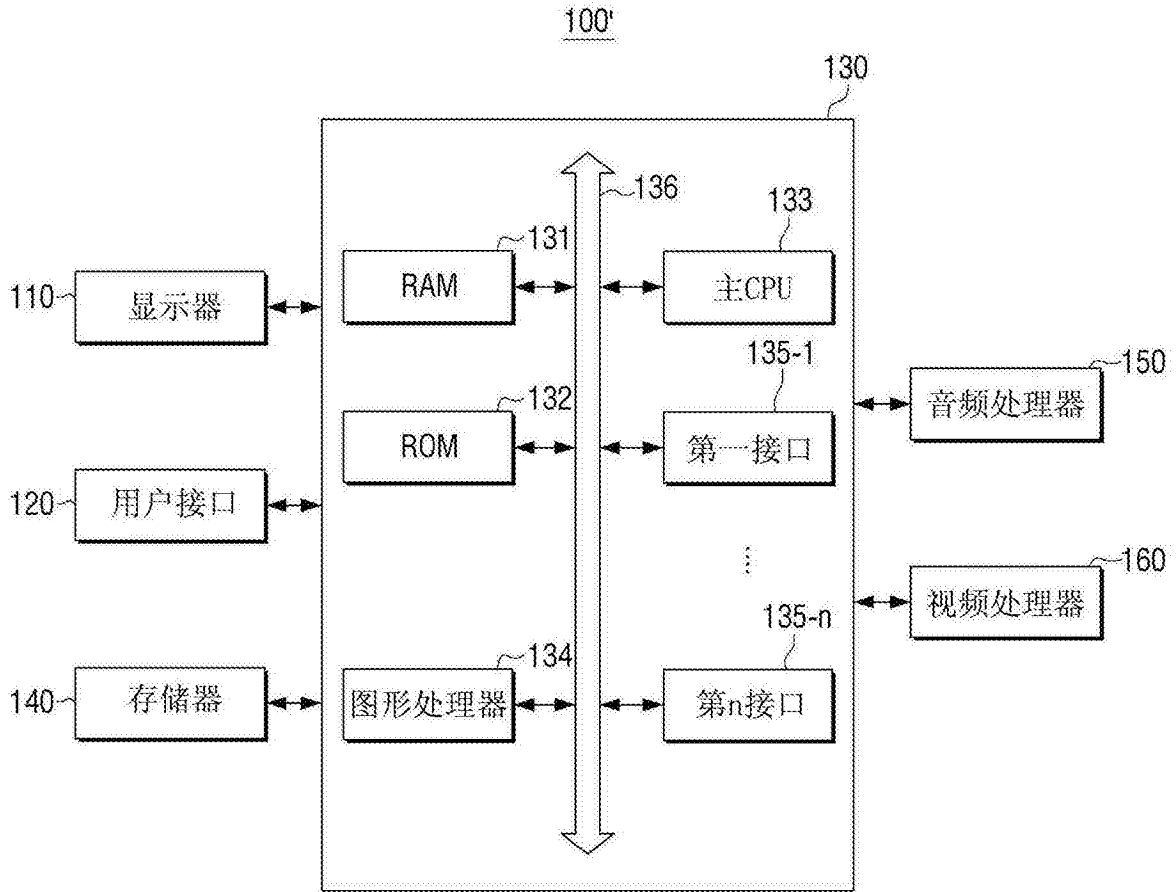 100'
130
136
131
RAM
133
主CPU
110
显示器
132
ROM
135-1
第一接口
150
音频处理器
120
用户接口
⋮
160
视频处理器
134
图形处理器
135-n
第n接口
140
存储器